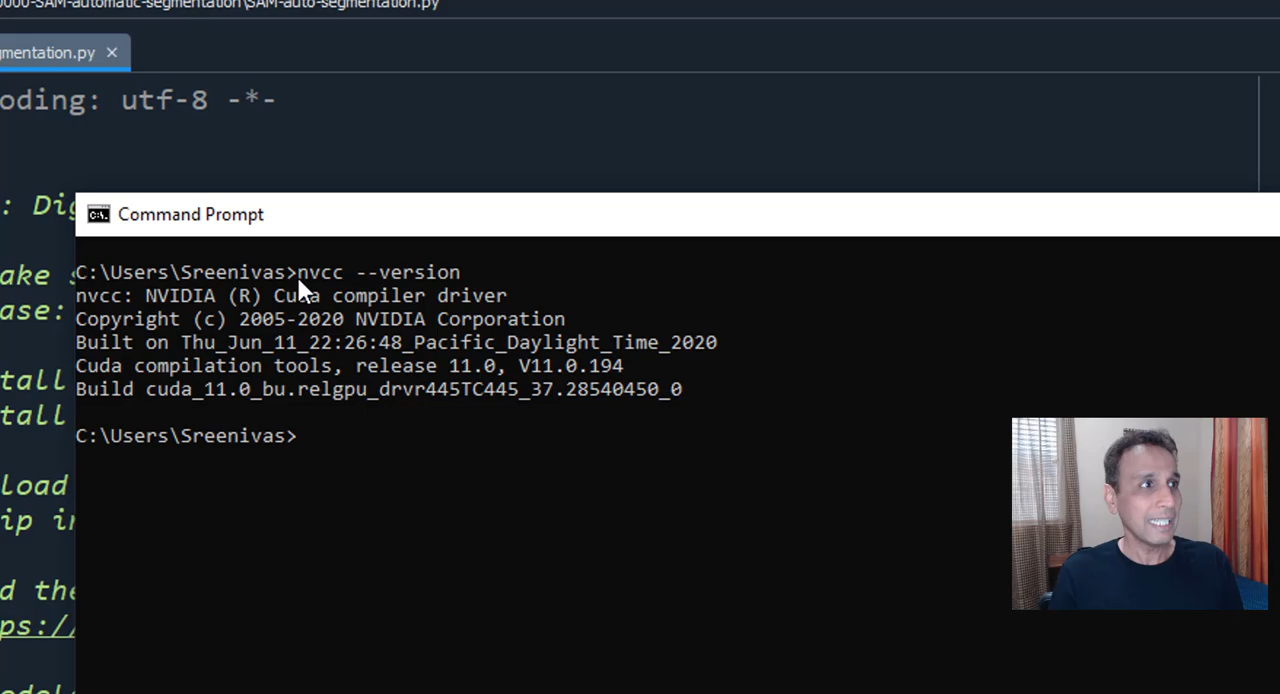 SAM-automatic-segmentation\SAM-auto-segmentation.py
mentation.py ×
oding: utf-8 -*-
: Dig
ake s
ase:
tall
tall
load
ip in
d the
ps://
Command Prompt
C:\Users\Sreenivas>nvcc --version
nvcc: NVIDIA (R) Cuda compiler driver
Copyright (c) 2005-2020 NVIDIA Corporation
Built on Thu_Jun_11_22:26:48_Pacific_Daylight_Time_2020
Cuda compilation tools, release 11.0, V11.0.194
Build cuda_11.0_bu.relgpu_drvr445TC445_37.28540450_0
C:\Users\Sreenivas>